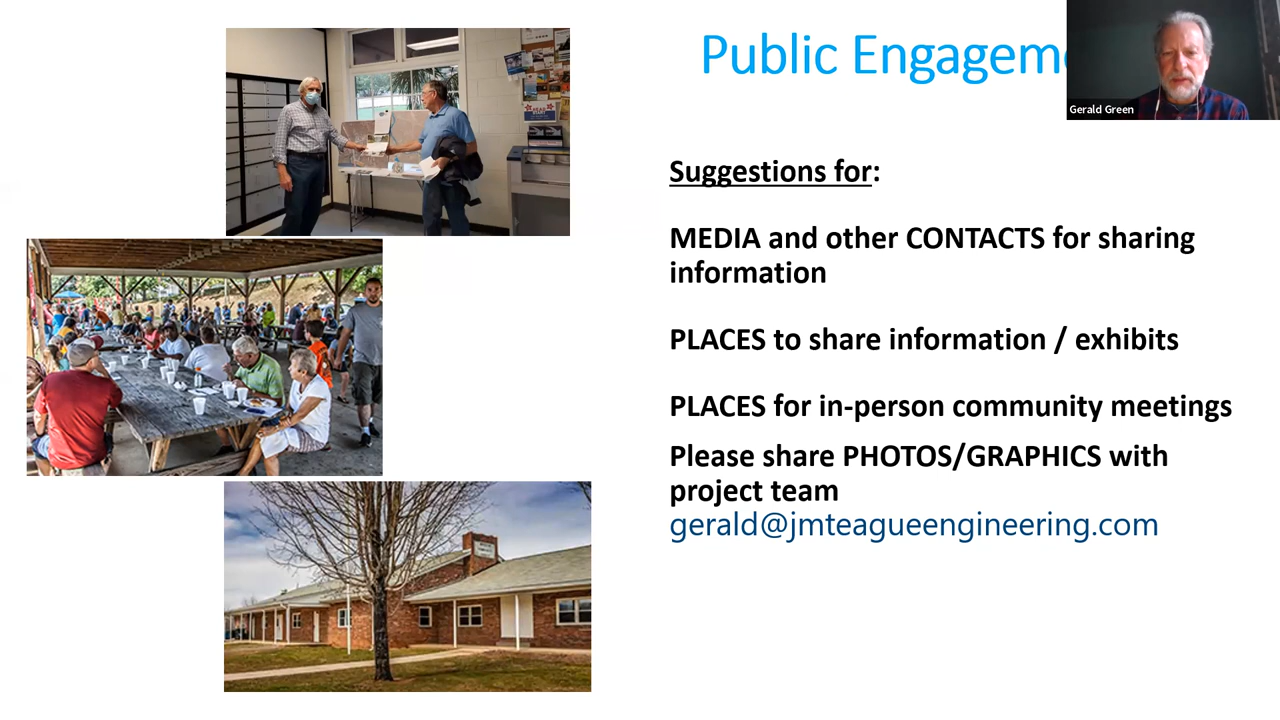 Public Engageme
Gerald Green
Suggestions for:
MEDIA and other CONTACTS for sharing
information
PLACES to share information / exhibits
PLACES for in-person community meetings
Please share PHOTOS/GRAPHICS with
project team
gerald@jmteagueengineering.com